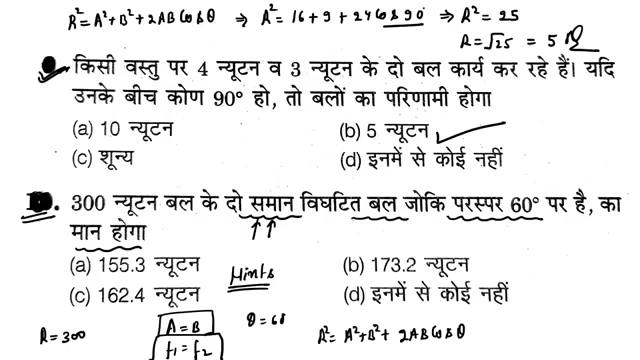 R² = A² + B² + 2AB Cos θ ⇒ R² = 16 + 9 + 24 Cos 90 ⇒ R² = 25
R = √25 = 5 N
किसी वस्तु पर 4 न्यूटन व 3 न्यूटन के दो बल कार्य कर रहे हैं। यदि
उनके बीच कोण 90° हो, तो बलों का परिणामी होगा
(a) 10 न्यूटन (b) 5 न्यूटन
(c) शून्य (d) इनमें से कोई नहीं
300 न्यूटन बल के दो समान विघटित बल जोकि परस्पर 60° पर है, का
मान होगा
(a) 155.3 न्यूटन (b) 173.2 न्यूटन
Hints
(c) 162.4 न्यूटन (d) इनमें से कोई नहीं
R = 300 A = B θ = 60 R² = A² + B² + 2AB Cos θ
f₁ = f₂